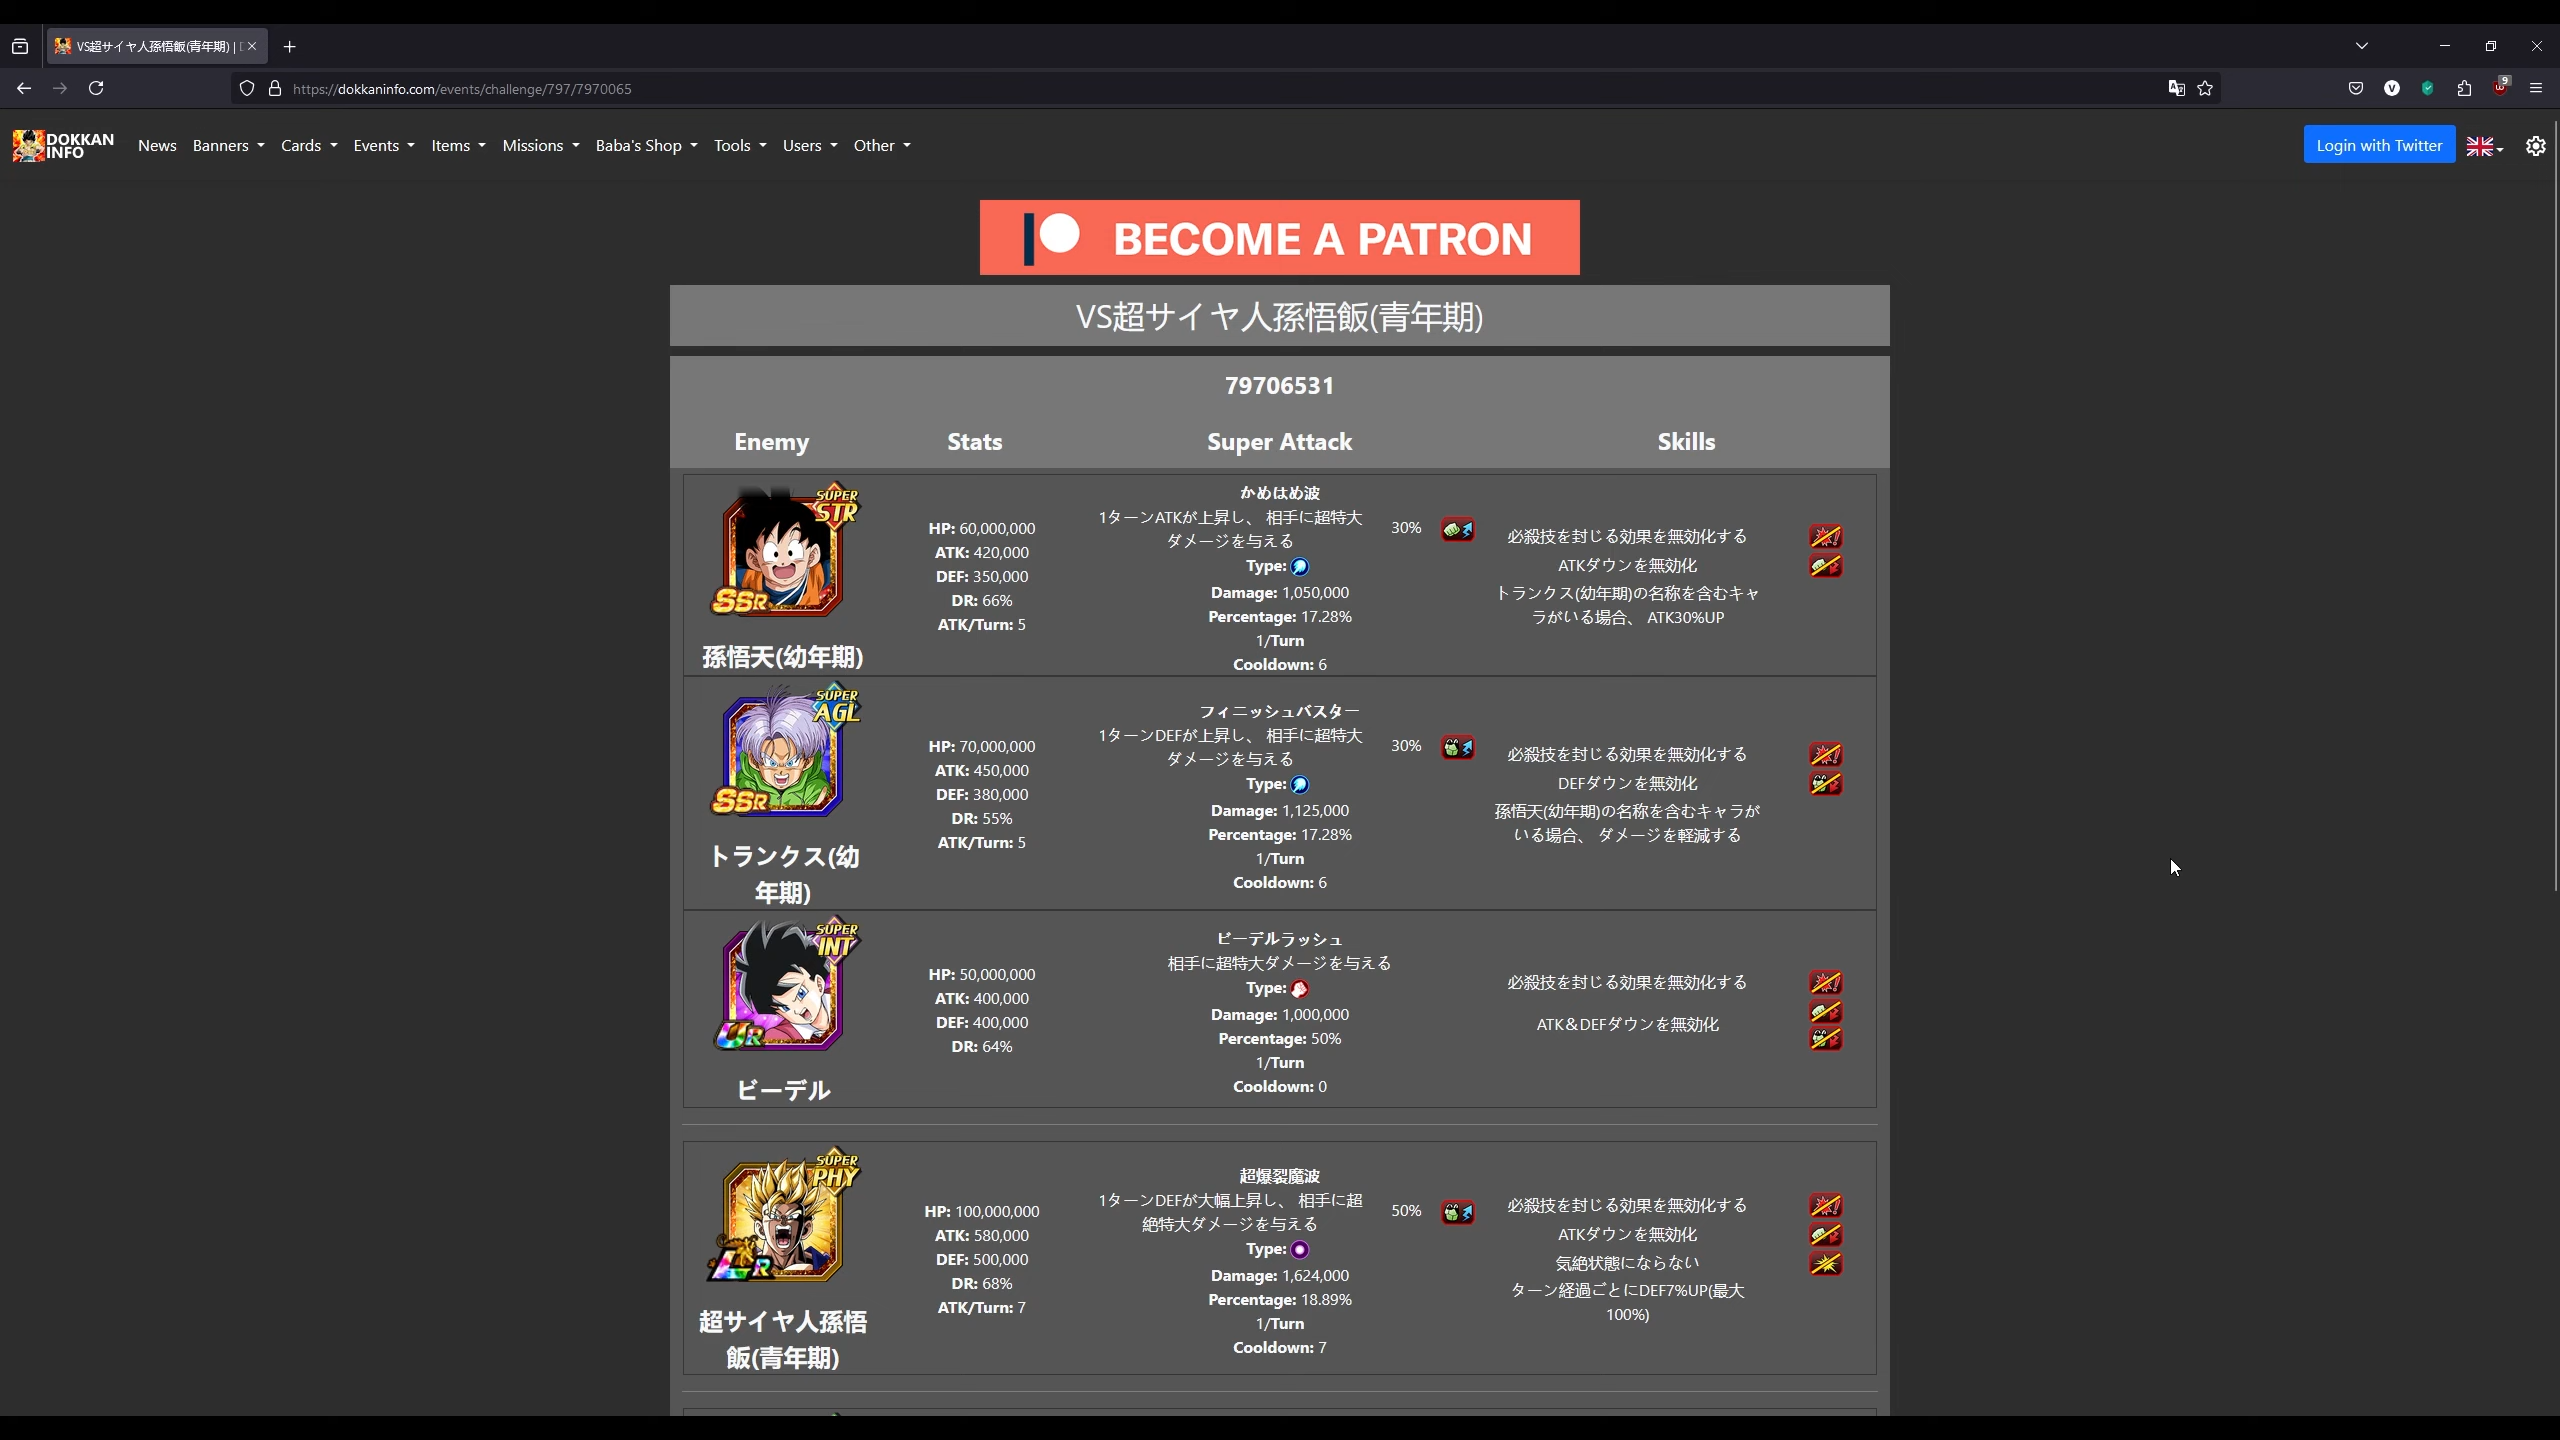 VS超サイヤ人孫悟飯(青年期) | [
https://dokkaninfo.com/events/challenge/797/7970065
9
DOKKAN
INFO
News Banners Cards Events Items Missions Baba's Shop Tools Users Other
Login with Twitter
BECOME A PATRON
VS超サイヤ人孫悟飯(青年期)
79706531
Enemy Stats Super Attack Skills
SUPER
STR
SSR
孫悟天(幼年期)
HP: 60,000,000
ATK: 420,000
DEF: 350,000
DR: 66%
ATK/Turn: 5
かめはめ波
1ターンATKが上昇し、 相手に超特大
ダメージを与える
30%
Type:
Damage: 1,050,000
Percentage: 17.28%
1/Turn
Cooldown: 6
必殺技を封じる効果を無効化する
ATKダウンを無効化
トランクス(幼年期)の名称を含むキャ
ラがいる場合、 ATK30%UP
SUPER
AGL
SSR
トランクス(幼
年期)
HP: 70,000,000
ATK: 450,000
DEF: 380,000
DR: 55%
ATK/Turn: 5
フィニッシュバスター
1ターンDEFが上昇し、 相手に超特大
ダメージを与える
30%
Type:
Damage: 1,125,000
Percentage: 17.28%
1/Turn
Cooldown: 6
必殺技を封じる効果を無効化する
DEFダウンを無効化
孫悟天(幼年期)の名称を含むキャラが
いる場合、 ダメージを軽減する
SUPER
INT
UR
ビーデル
HP: 50,000,000
ATK: 400,000
DEF: 400,000
DR: 64%
ビーデルラッシュ
相手に超特大ダメージを与える
Type:
Damage: 1,000,000
Percentage: 50%
1/Turn
Cooldown: 0
必殺技を封じる効果を無効化する
ATK&DEFダウンを無効化
SUPER
PHY
LR
超サイヤ人孫悟
飯(青年期)
HP: 100,000,000
ATK: 580,000
DEF: 500,000
DR: 68%
ATK/Turn: 7
超爆裂魔波
1ターンDEFが大幅上昇し、 相手に超
絶特大ダメージを与える
50%
Type:
Damage: 1,624,000
Percentage: 18.89%
1/Turn
Cooldown: 7
必殺技を封じる効果を無効化する
ATKダウンを無効化
気絶状態にならない
ターン経過ごとにDEF7%UP(最大
100%)